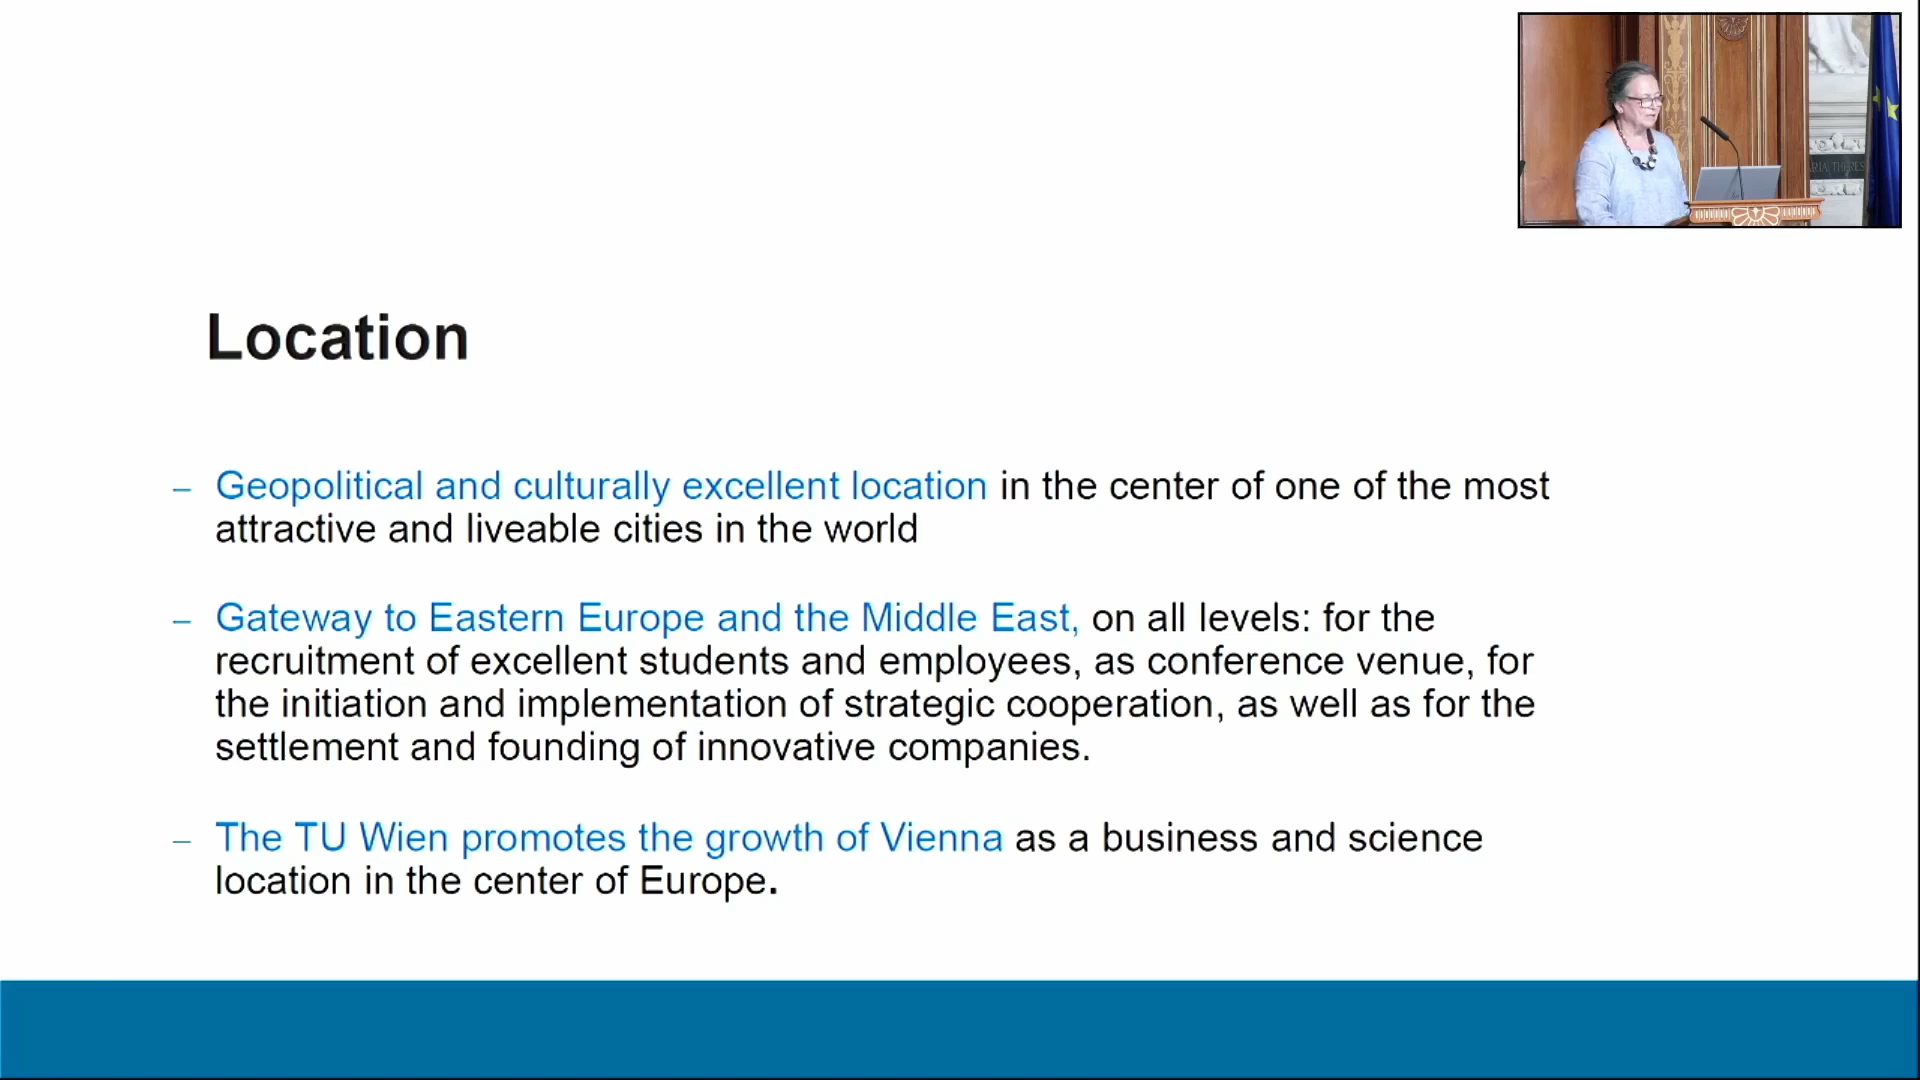 Location
– Geopolitical and culturally excellent location in the center of one of the most
attractive and liveable cities in the world
– Gateway to Eastern Europe and the Middle East, on all levels: for the
recruitment of excellent students and employees, as conference venue, for
the initiation and implementation of strategic cooperation, as well as for the
settlement and founding of innovative companies.
– The TU Wien promotes the growth of Vienna as a business and science
location in the center of Europe.